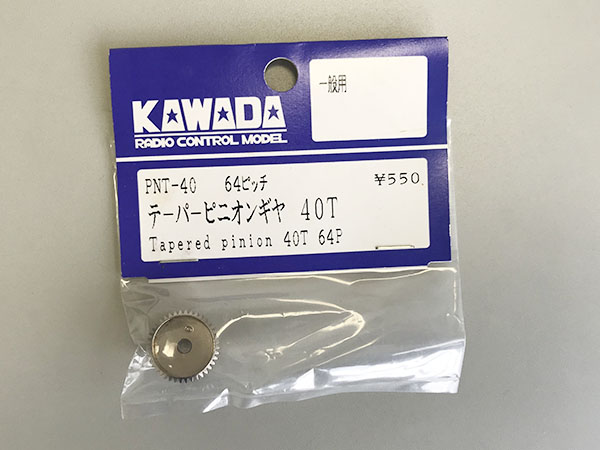 一般用
KAWADA
RADIO CONTROL MODEL
PNT-40 64ピッチ ¥550
テーパーピニオンギヤ 40T
Tapered pinion 40T 64P